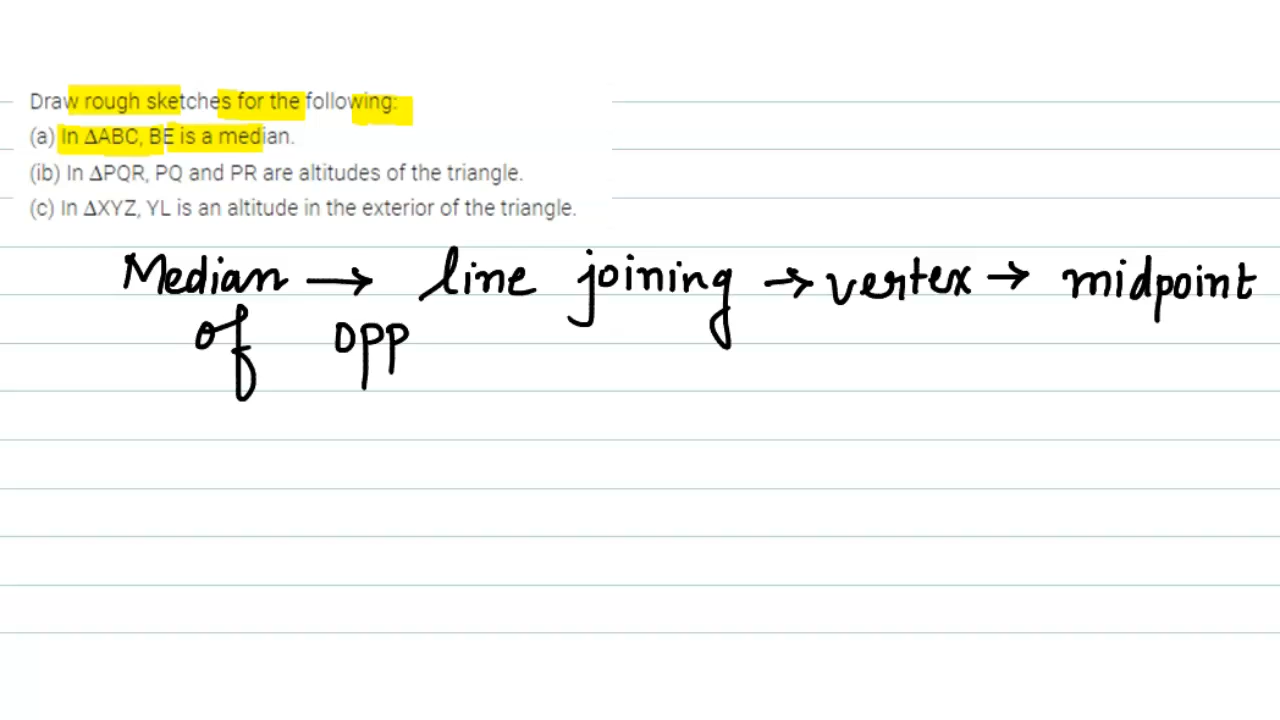 Draw rough sketches for the following:
(a) In ΔABC, BE is a median.
(ib) In ΔPQR, PQ and PR are altitudes of the triangle.
(c) In ΔXYZ, YL is an altitude in the exterior of the triangle.
Median → line joining → vertex → midpoint
of opp